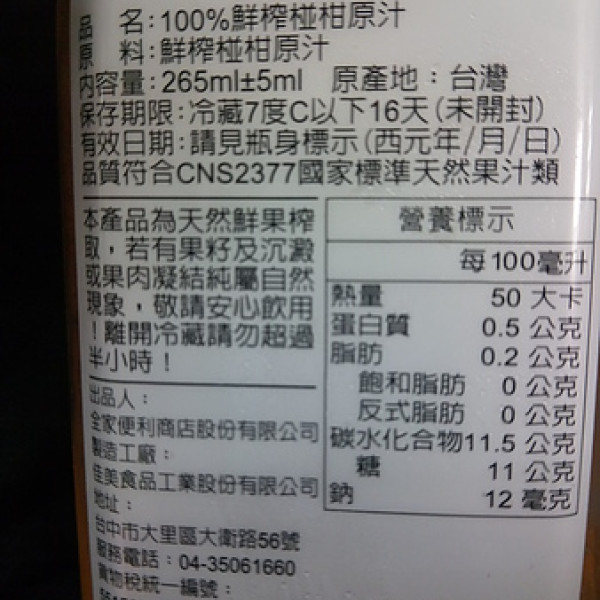 品 名:100%鮮榨椪柑原汁
原 料:鮮榨椪柑原汁
內容量:265ml±5ml 原產地:台灣
保存期限:冷藏7度C以下16天(未開封)
有效日期:請見瓶身標示(西元年/月/日)
品質符合CNS2377國家標準天然果汁類
本產品為天然鮮果榨
取,若有果籽及沉澱
或果肉凝結純屬自然
現象,敬請安心飲用
!離開冷藏請勿超過
半小時!
出品人:
全家便利商店股份有限公司
製造工廠:
佳美食品工業股份有限公司
地址:
台中市大里區大衛路56號
服務電話:04-35061660
貨物稅統一編號:
營養標示
每100毫升
熱量 50 大卡
蛋白質 0.5 公克
脂肪 0.2 公克
飽和脂肪 0 公克
反式脂肪 0 公克
碳水化合物11.5 公克
糖 11 公克
鈉 12 毫克